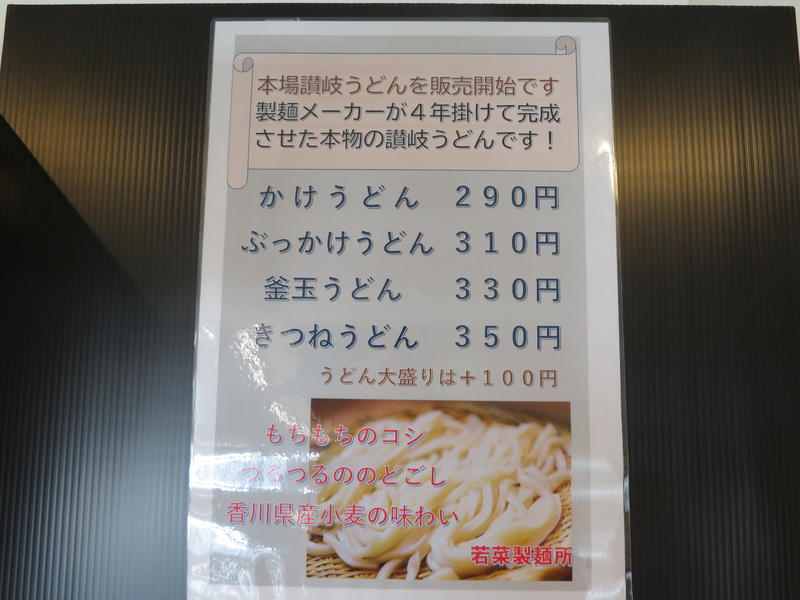 本場讃岐うどんを販売開始です
製麺メーカーが４年掛けて完成
させた本物の讃岐うどんです！
かけうどん　２９０円
ぶっかけうどん　３１０円
釜玉うどん　３３０円
きつねうどん　３５０円
うどん大盛りは＋１００円
もちもちのコシ
つるつるののどごし
香川県産小麦の味わい
若菜製麺所